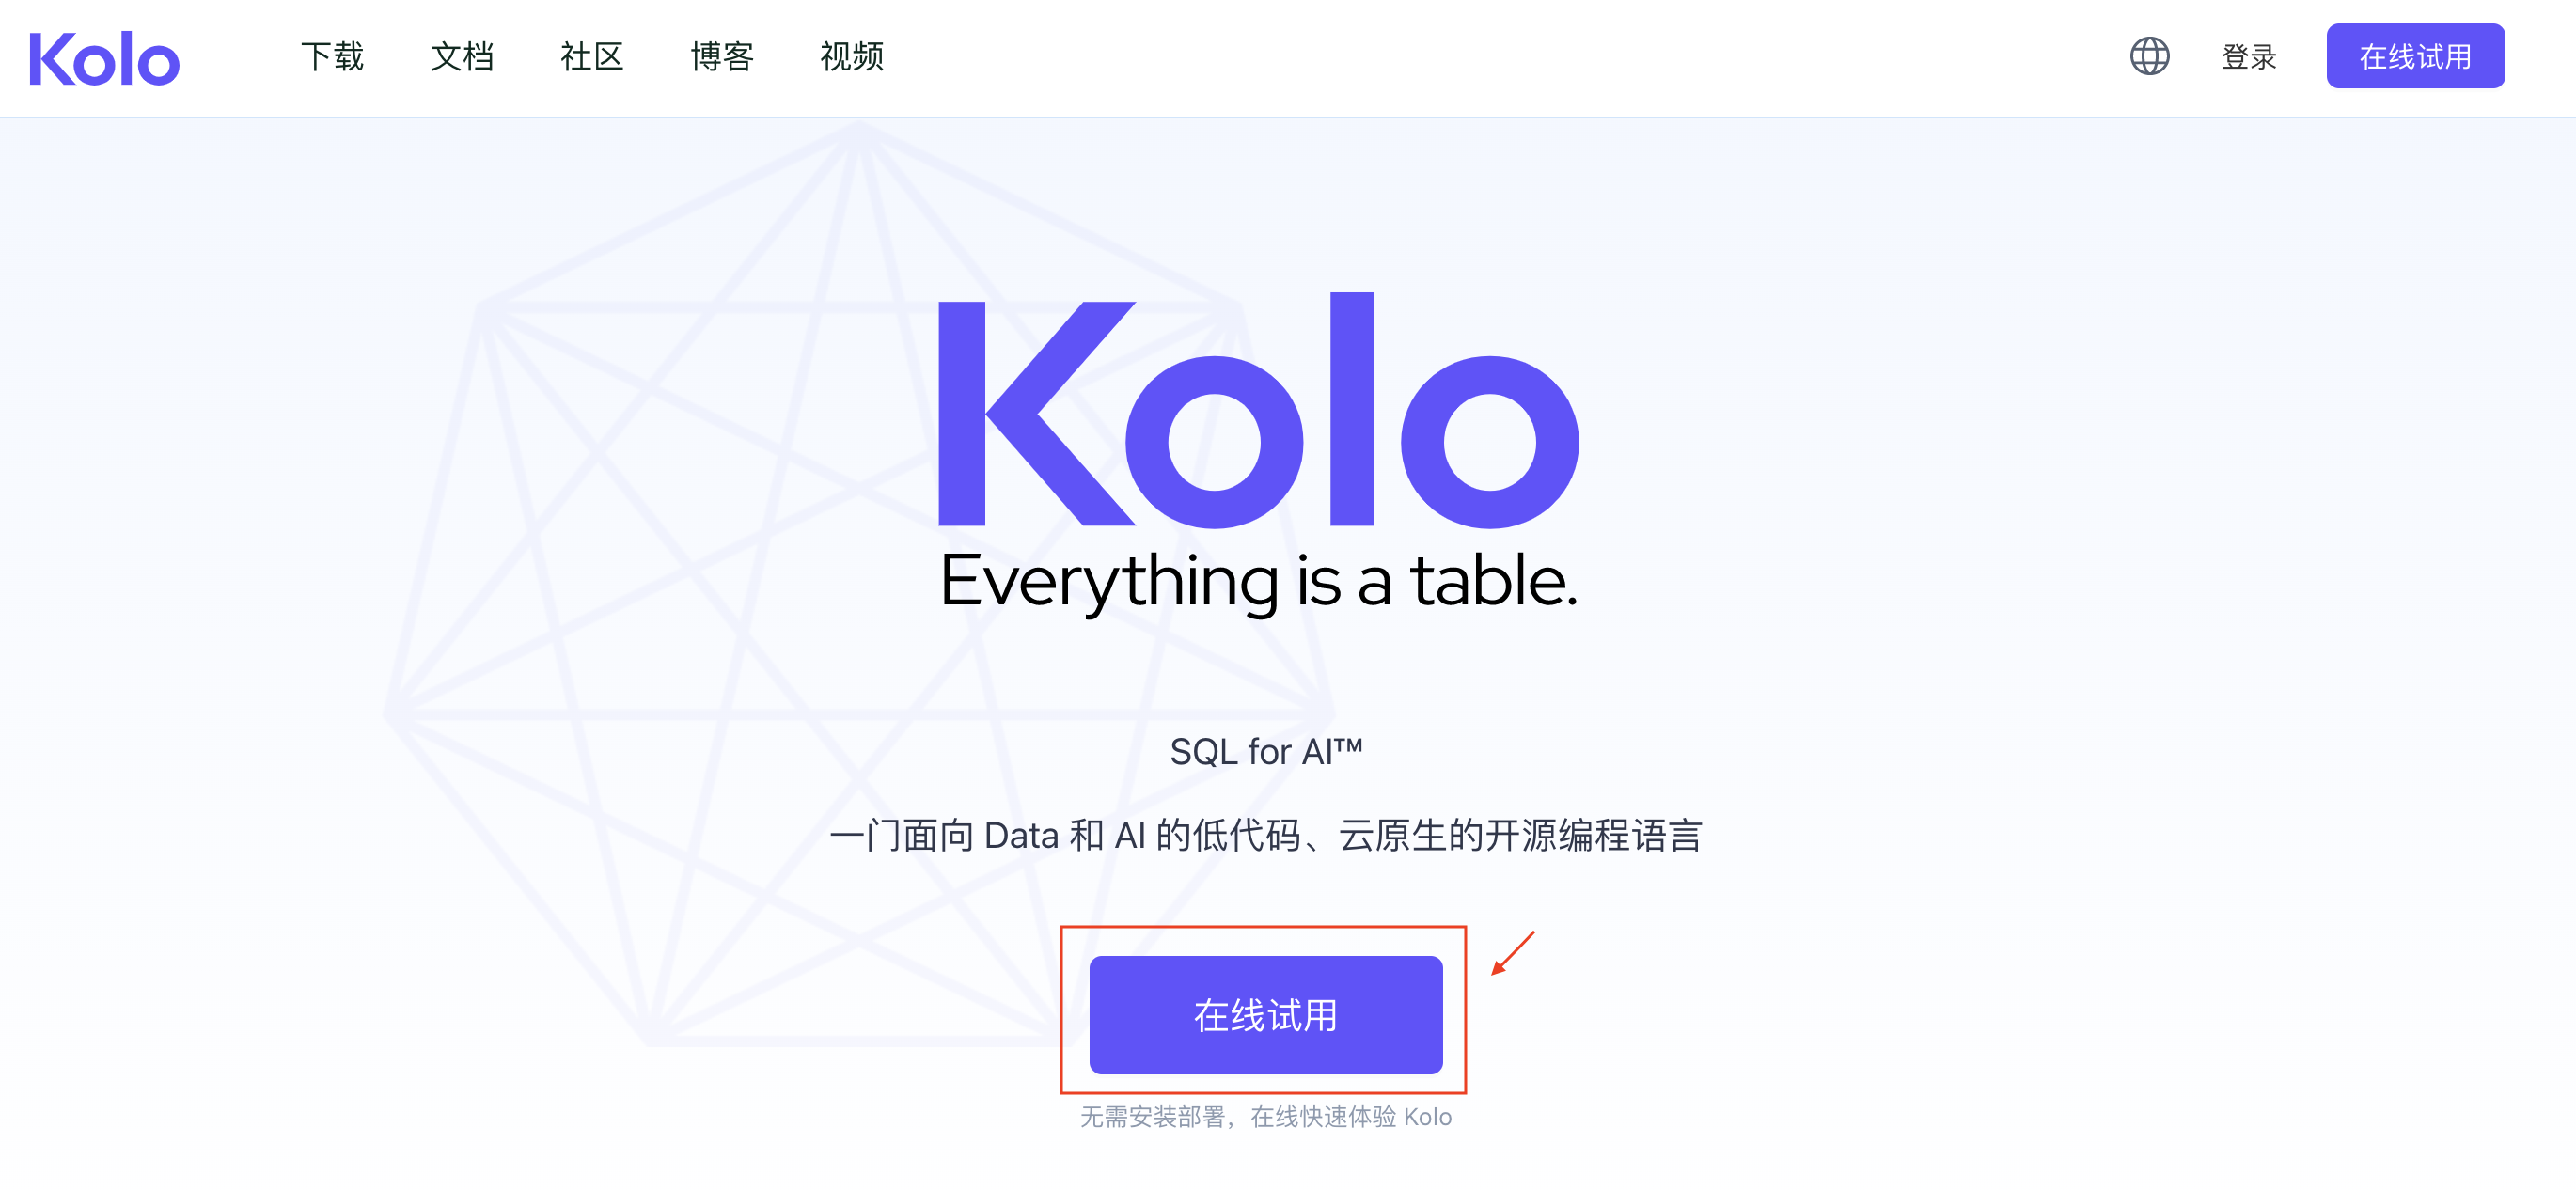 Kolo
下载 文档 社区 博客 视频 登录 在线试用
Kolo
Everything is a table.
SQL for AI™
一门面向 Data 和 AI 的低代码、云原生的开源编程语言
在线试用
无需安装部署，在线快速体验 Kolo